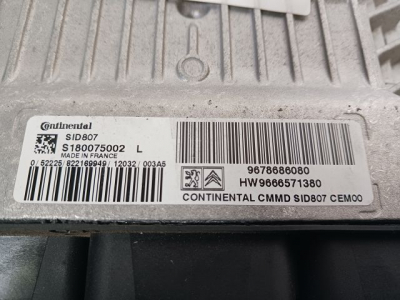 Continental
SID807
S180075002 L
MADE IN FRANCE
0/52225/822169949/12032/003A5
9678686080
HW9666571380
CONTINENTAL CMMD SID807 CEM00